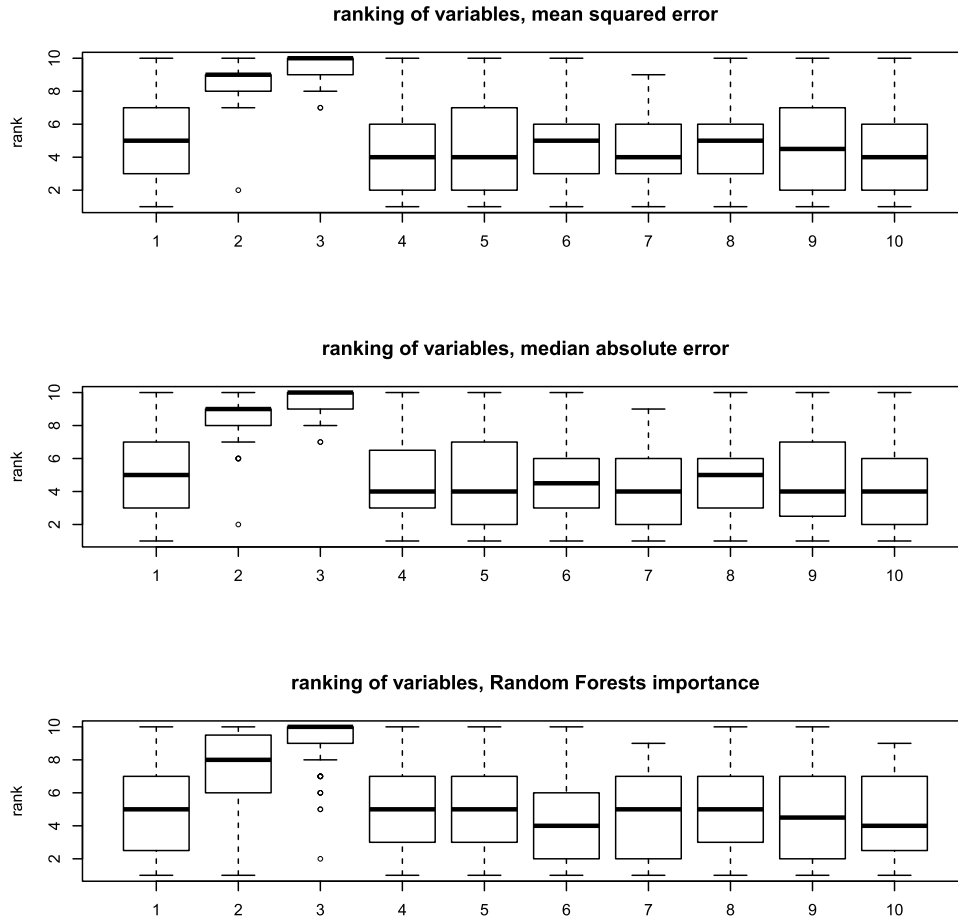 ranking of variables, mean squared error
rank
10
8
6
4
2
1 2 3 4 5 6 7 8 9 10
ranking of variables, median absolute error
rank
10
8
6
4
2
1 2 3 4 5 6 7 8 9 10
ranking of variables, Random Forests importance
rank
10
8
6
4
2
1 2 3 4 5 6 7 8 9 10